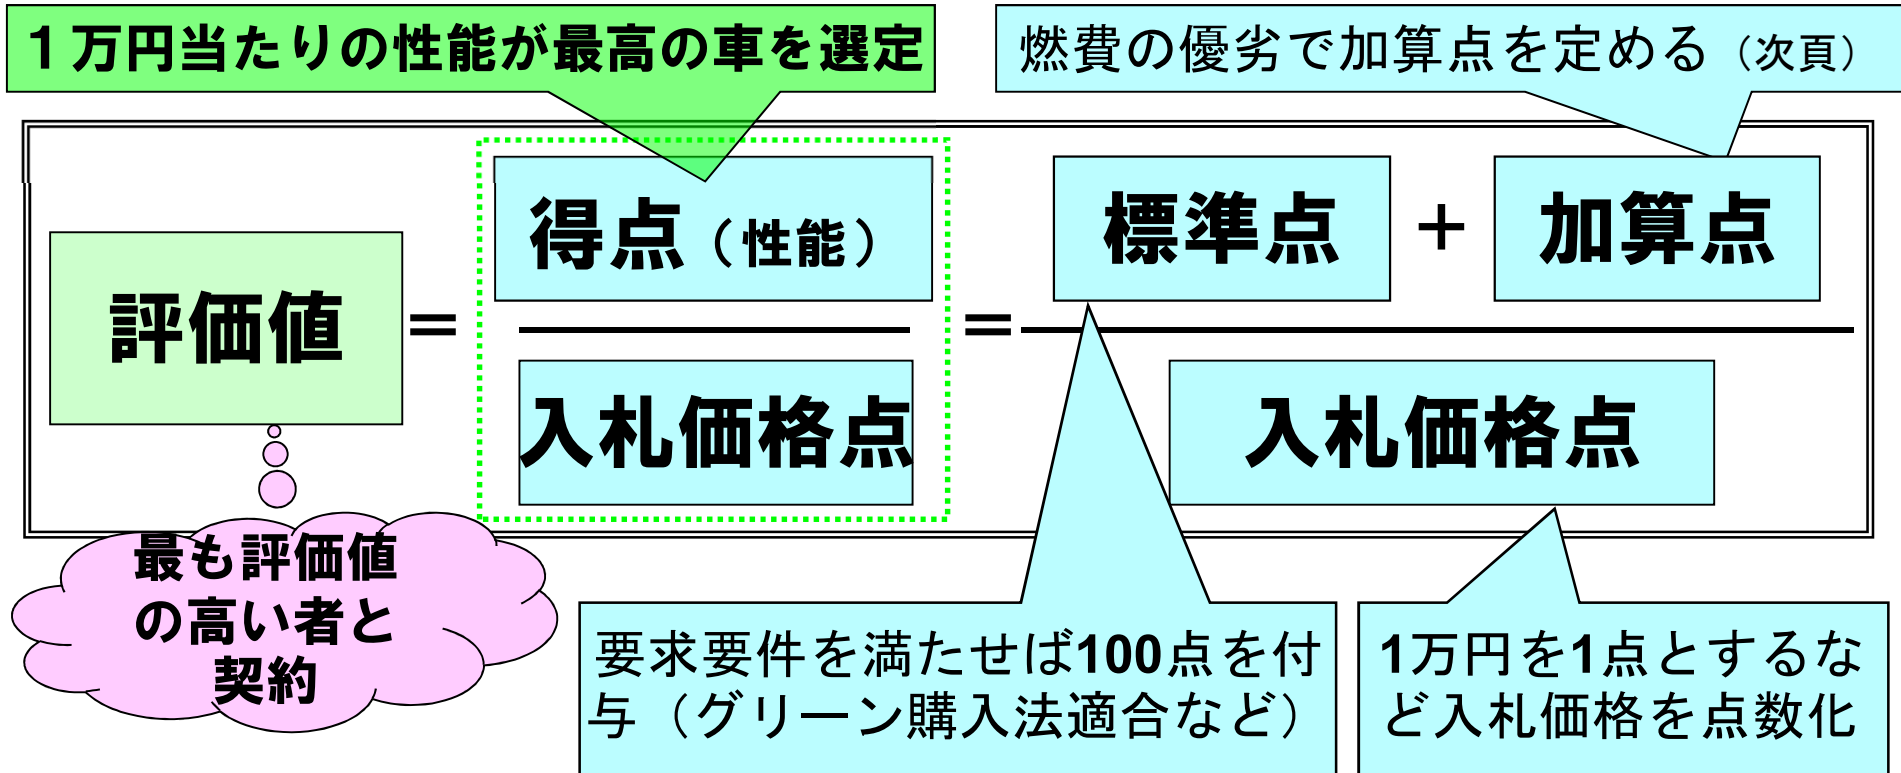 １万円当たりの性能が最高の車を選定
燃費の優劣で加算点を定める（次頁）
評価値
＝
得点（性能）
入札価格点
＝
標準点
+
加算点
入札価格点
最も評価値
の高い者と
契約
要求要件を満たせば100点を付
与（グリーン購入法適合など）
1万円を1点とするな
ど入札価格を点数化